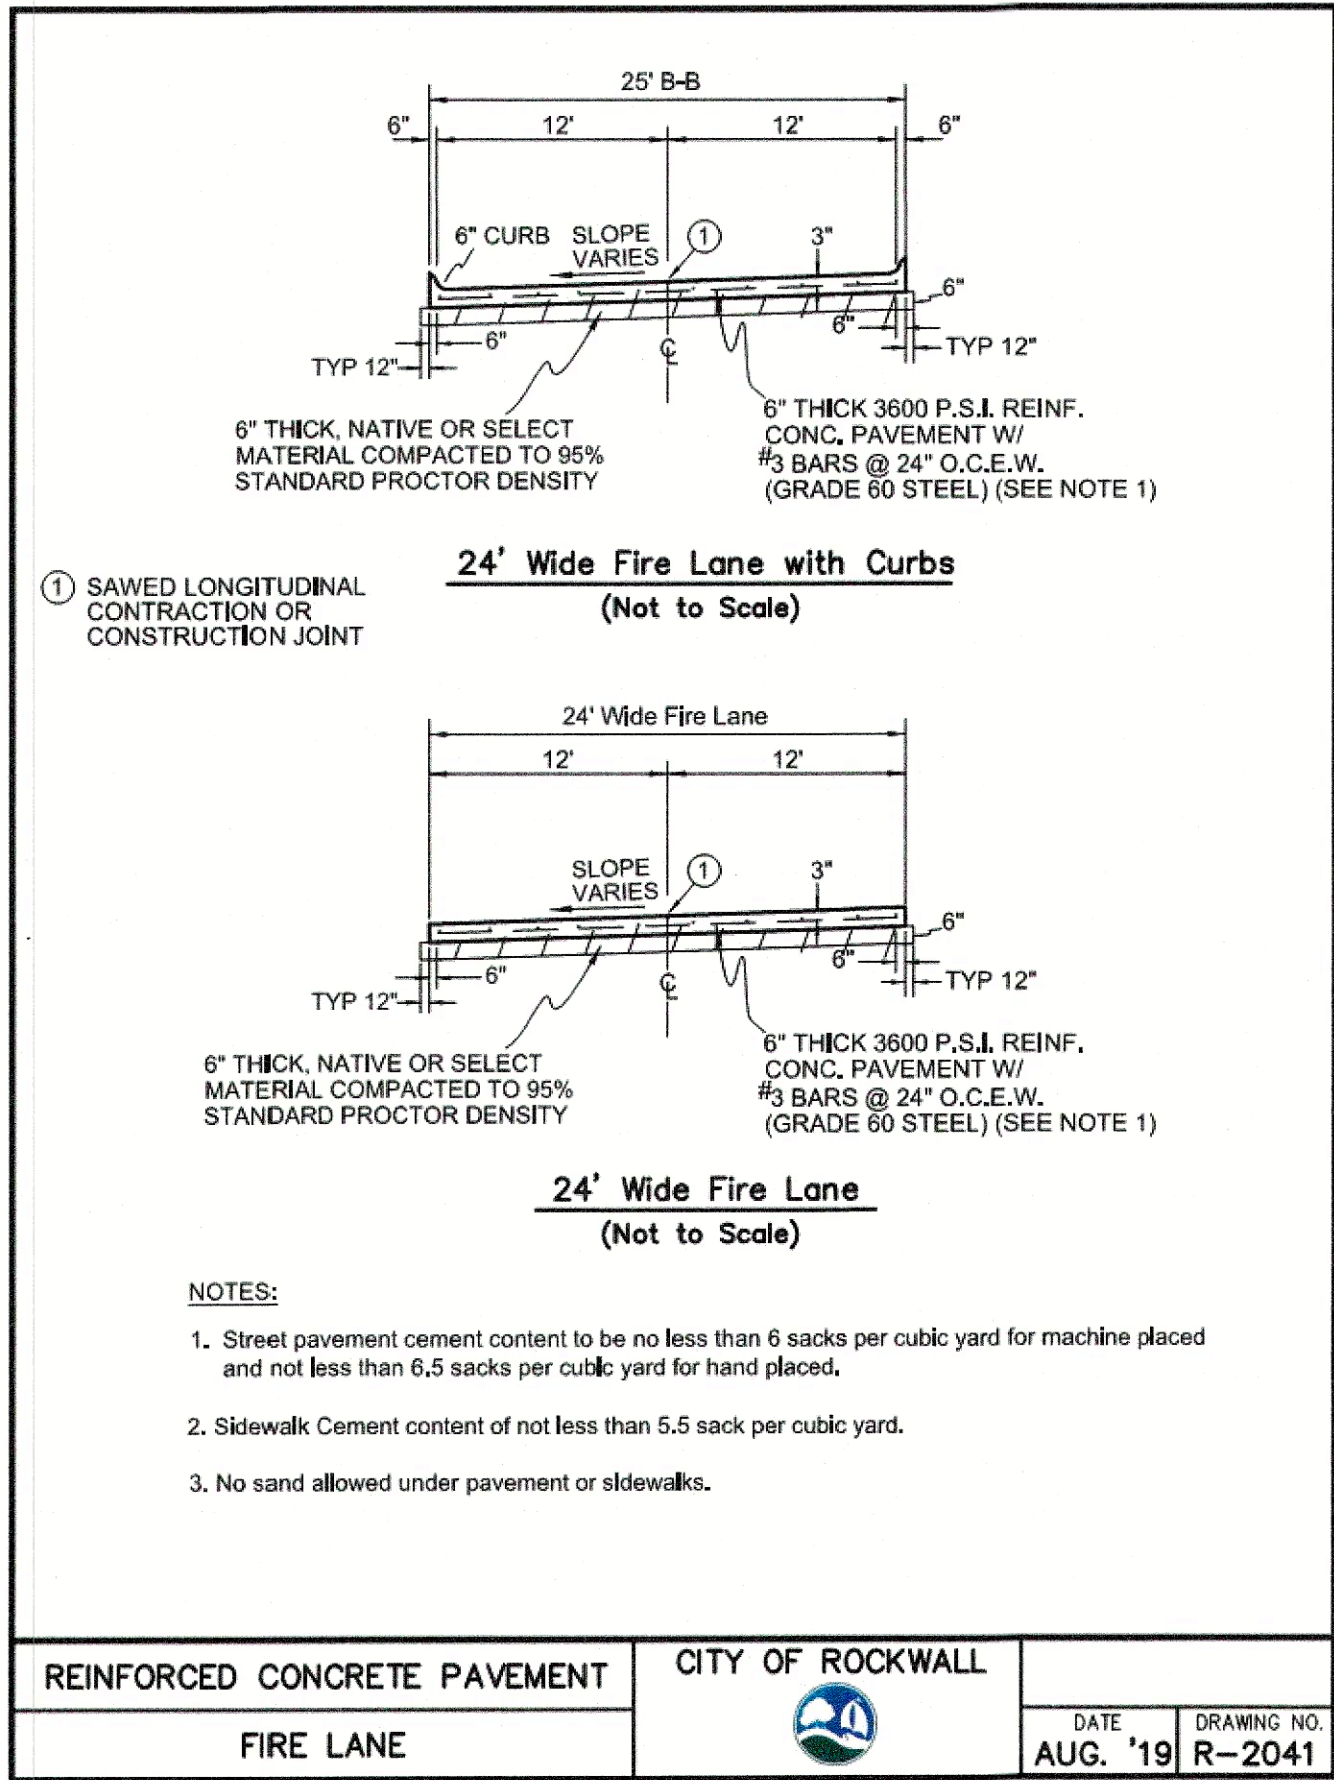 25' B-B
6" 12' 12' 6"
6" CURB SLOPE
VARIES
1
3"
6"
6"
6"
TYP 12"
TYP 12"
℄
6" THICK, NATIVE OR SELECT
MATERIAL COMPACTED TO 95%
STANDARD PROCTOR DENSITY
6" THICK 3600 P.S.I. REINF.
CONC. PAVEMENT W/
#3 BARS @ 24" O.C.E.W.
(GRADE 60 STEEL) (SEE NOTE 1)
24' Wide Fire Lane with Curbs
(Not to Scale)
1 SAWED LONGITUDINAL
CONTRACTION OR
CONSTRUCTION JOINT
24' Wide Fire Lane
12' 12'
SLOPE
VARIES
1
3"
6"
6"
6"
TYP 12"
TYP 12"
℄
6" THICK, NATIVE OR SELECT
MATERIAL COMPACTED TO 95%
STANDARD PROCTOR DENSITY
6" THICK 3600 P.S.I. REINF.
CONC. PAVEMENT W/
#3 BARS @ 24" O.C.E.W.
(GRADE 60 STEEL) (SEE NOTE 1)
24' Wide Fire Lane
(Not to Scale)
NOTES:
1. Street pavement cement content to be no less than 6 sacks per cubic yard for machine placed
and not less than 6.5 sacks per cubic yard for hand placed.
2. Sidewalk Cement content of not less than 5.5 sack per cubic yard.
3. No sand allowed under pavement or sidewalks.
REINFORCED CONCRETE PAVEMENT
FIRE LANE
CITY OF ROCKWALL
DATE
AUG. '19
DRAWING NO.
R-2041